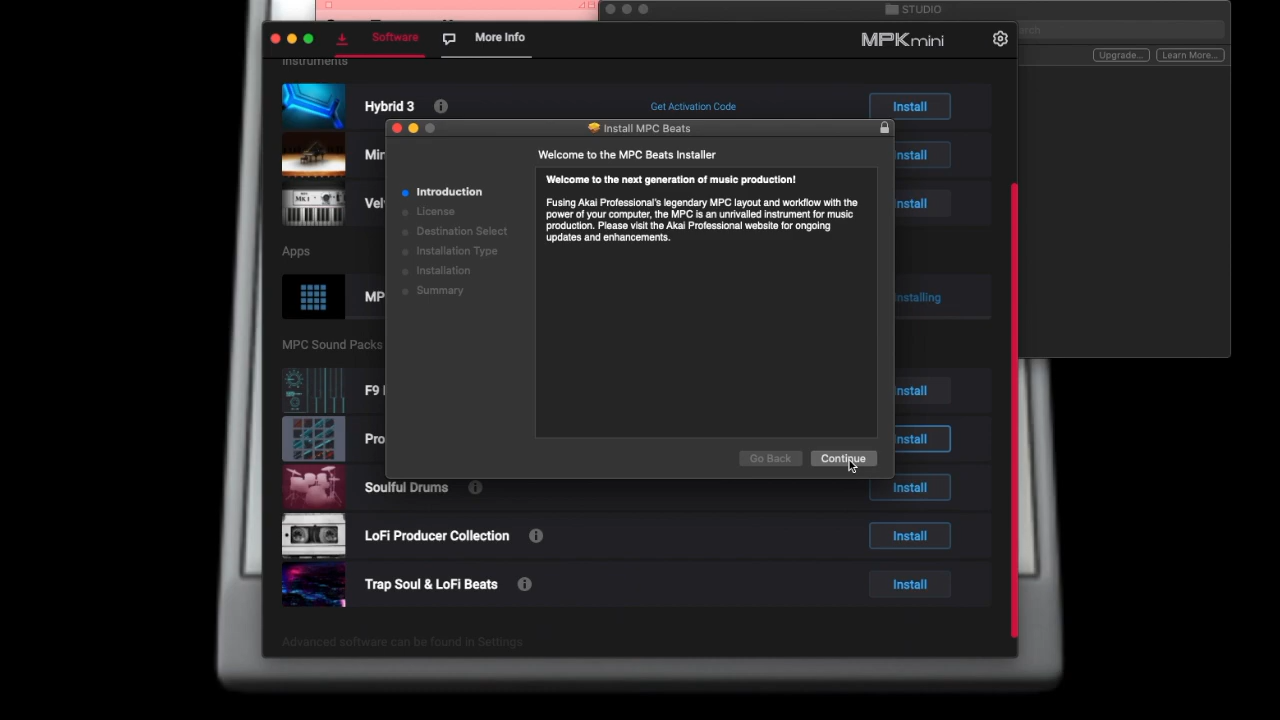 STUDIO
Software
More Info
MPKmini
Upgrade...
Learn More...
Instruments
Hybrid 3
Get Activation Code
Install
Install MPC Beats
Welcome to the MPC Beats Installer
Introduction
License
Destination Select
Installation Type
Installation
Summary
Welcome to the next generation of music production!
Fusing Akai Professional's legendary MPC layout and workflow with the
power of your computer, the MPC is an unrivalled instrument for music
production. Please visit the Akai Professional website for ongoing
updates and enhancements.
Go Back
Continue
Apps
MPC Sound Packs
F9
Soulful Drums
Install
LoFi Producer Collection
Install
Trap Soul & LoFi Beats
Install
Advanced software can be found in Settings